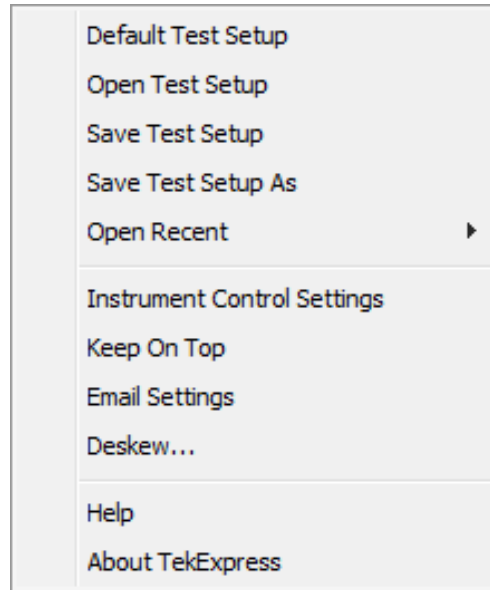 Default Test Setup
Open Test Setup
Save Test Setup
Save Test Setup As
Open Recent
Instrument Control Settings
Keep On Top
Email Settings
Deskew...
Help
About TekExpress